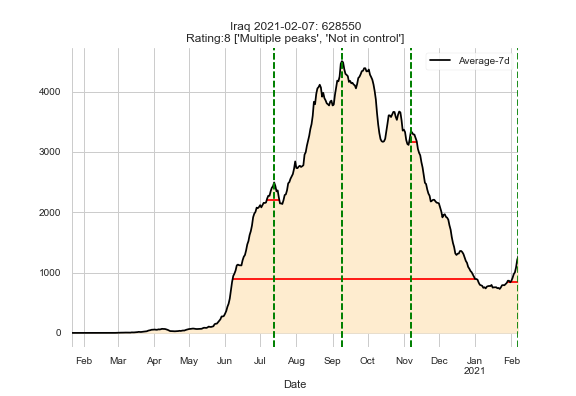 Iraq 2021-02-07: 628550
Rating:8 ['Multiple peaks', 'Not in control']
Average-7d
4000
3000
2000
1000
0
Feb Mar Apr May Jun Jul Aug Sep Oct Nov Dec Jan Feb
2021
Date